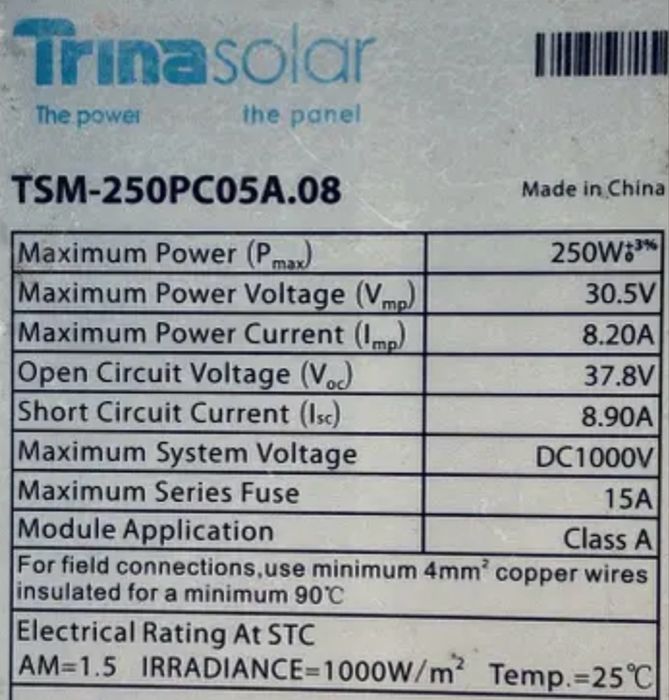 Trinasolar
The power the panel
TSM-250PC05A.08 Made in China
Maximum Power (Pmax) 250W+3% 0
Maximum Power Voltage (Vmp) 30.5V
Maximum Power Current (Imp) 8.20A
Open Circuit Voltage (Voc) 37.8V
Short Circuit Current (Isc) 8.90A
Maximum System Voltage DC1000V
Maximum Series Fuse 15A
Module Application Class A
For field connections,use minimum 4mm² copper wires
insulated for a minimum 90℃
Electrical Rating At STC
AM=1.5 IRRADIANCE=1000W/m² Temp.=25℃